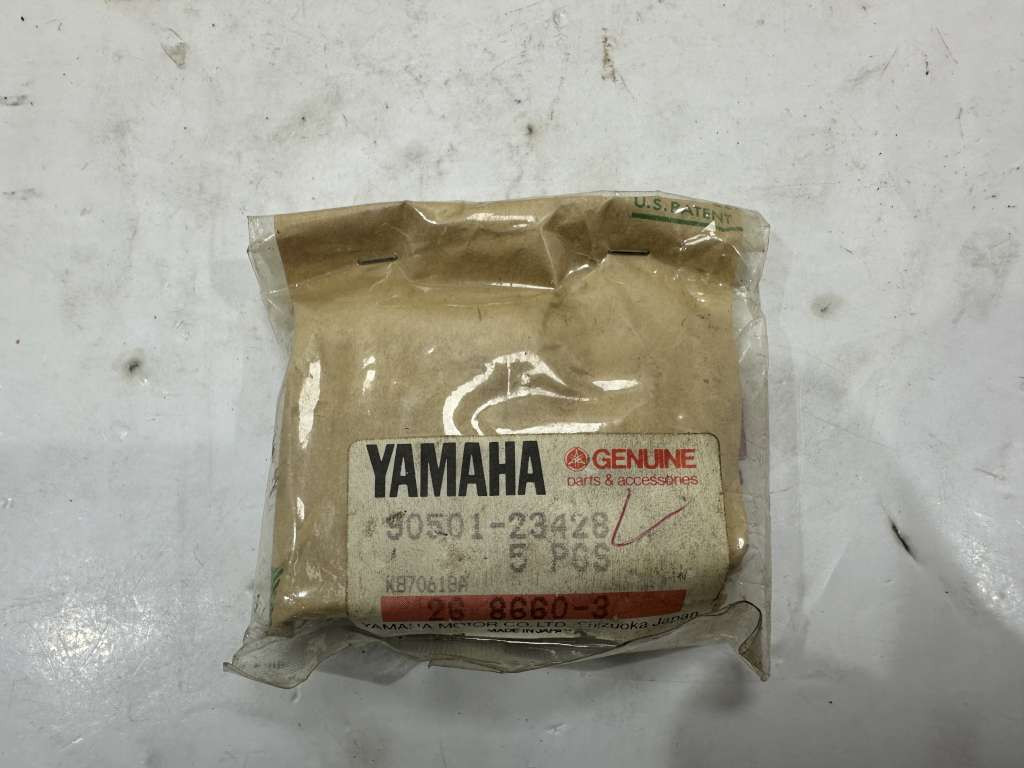 U.S. PATENT
YAMAHA GENUINE
parts & accessories
90501-23428
5 PCS
K870618A
26 8660-3
YAMAHA MOTOR CO., LTD. Shizuoka Japan
MADE IN JAPAN